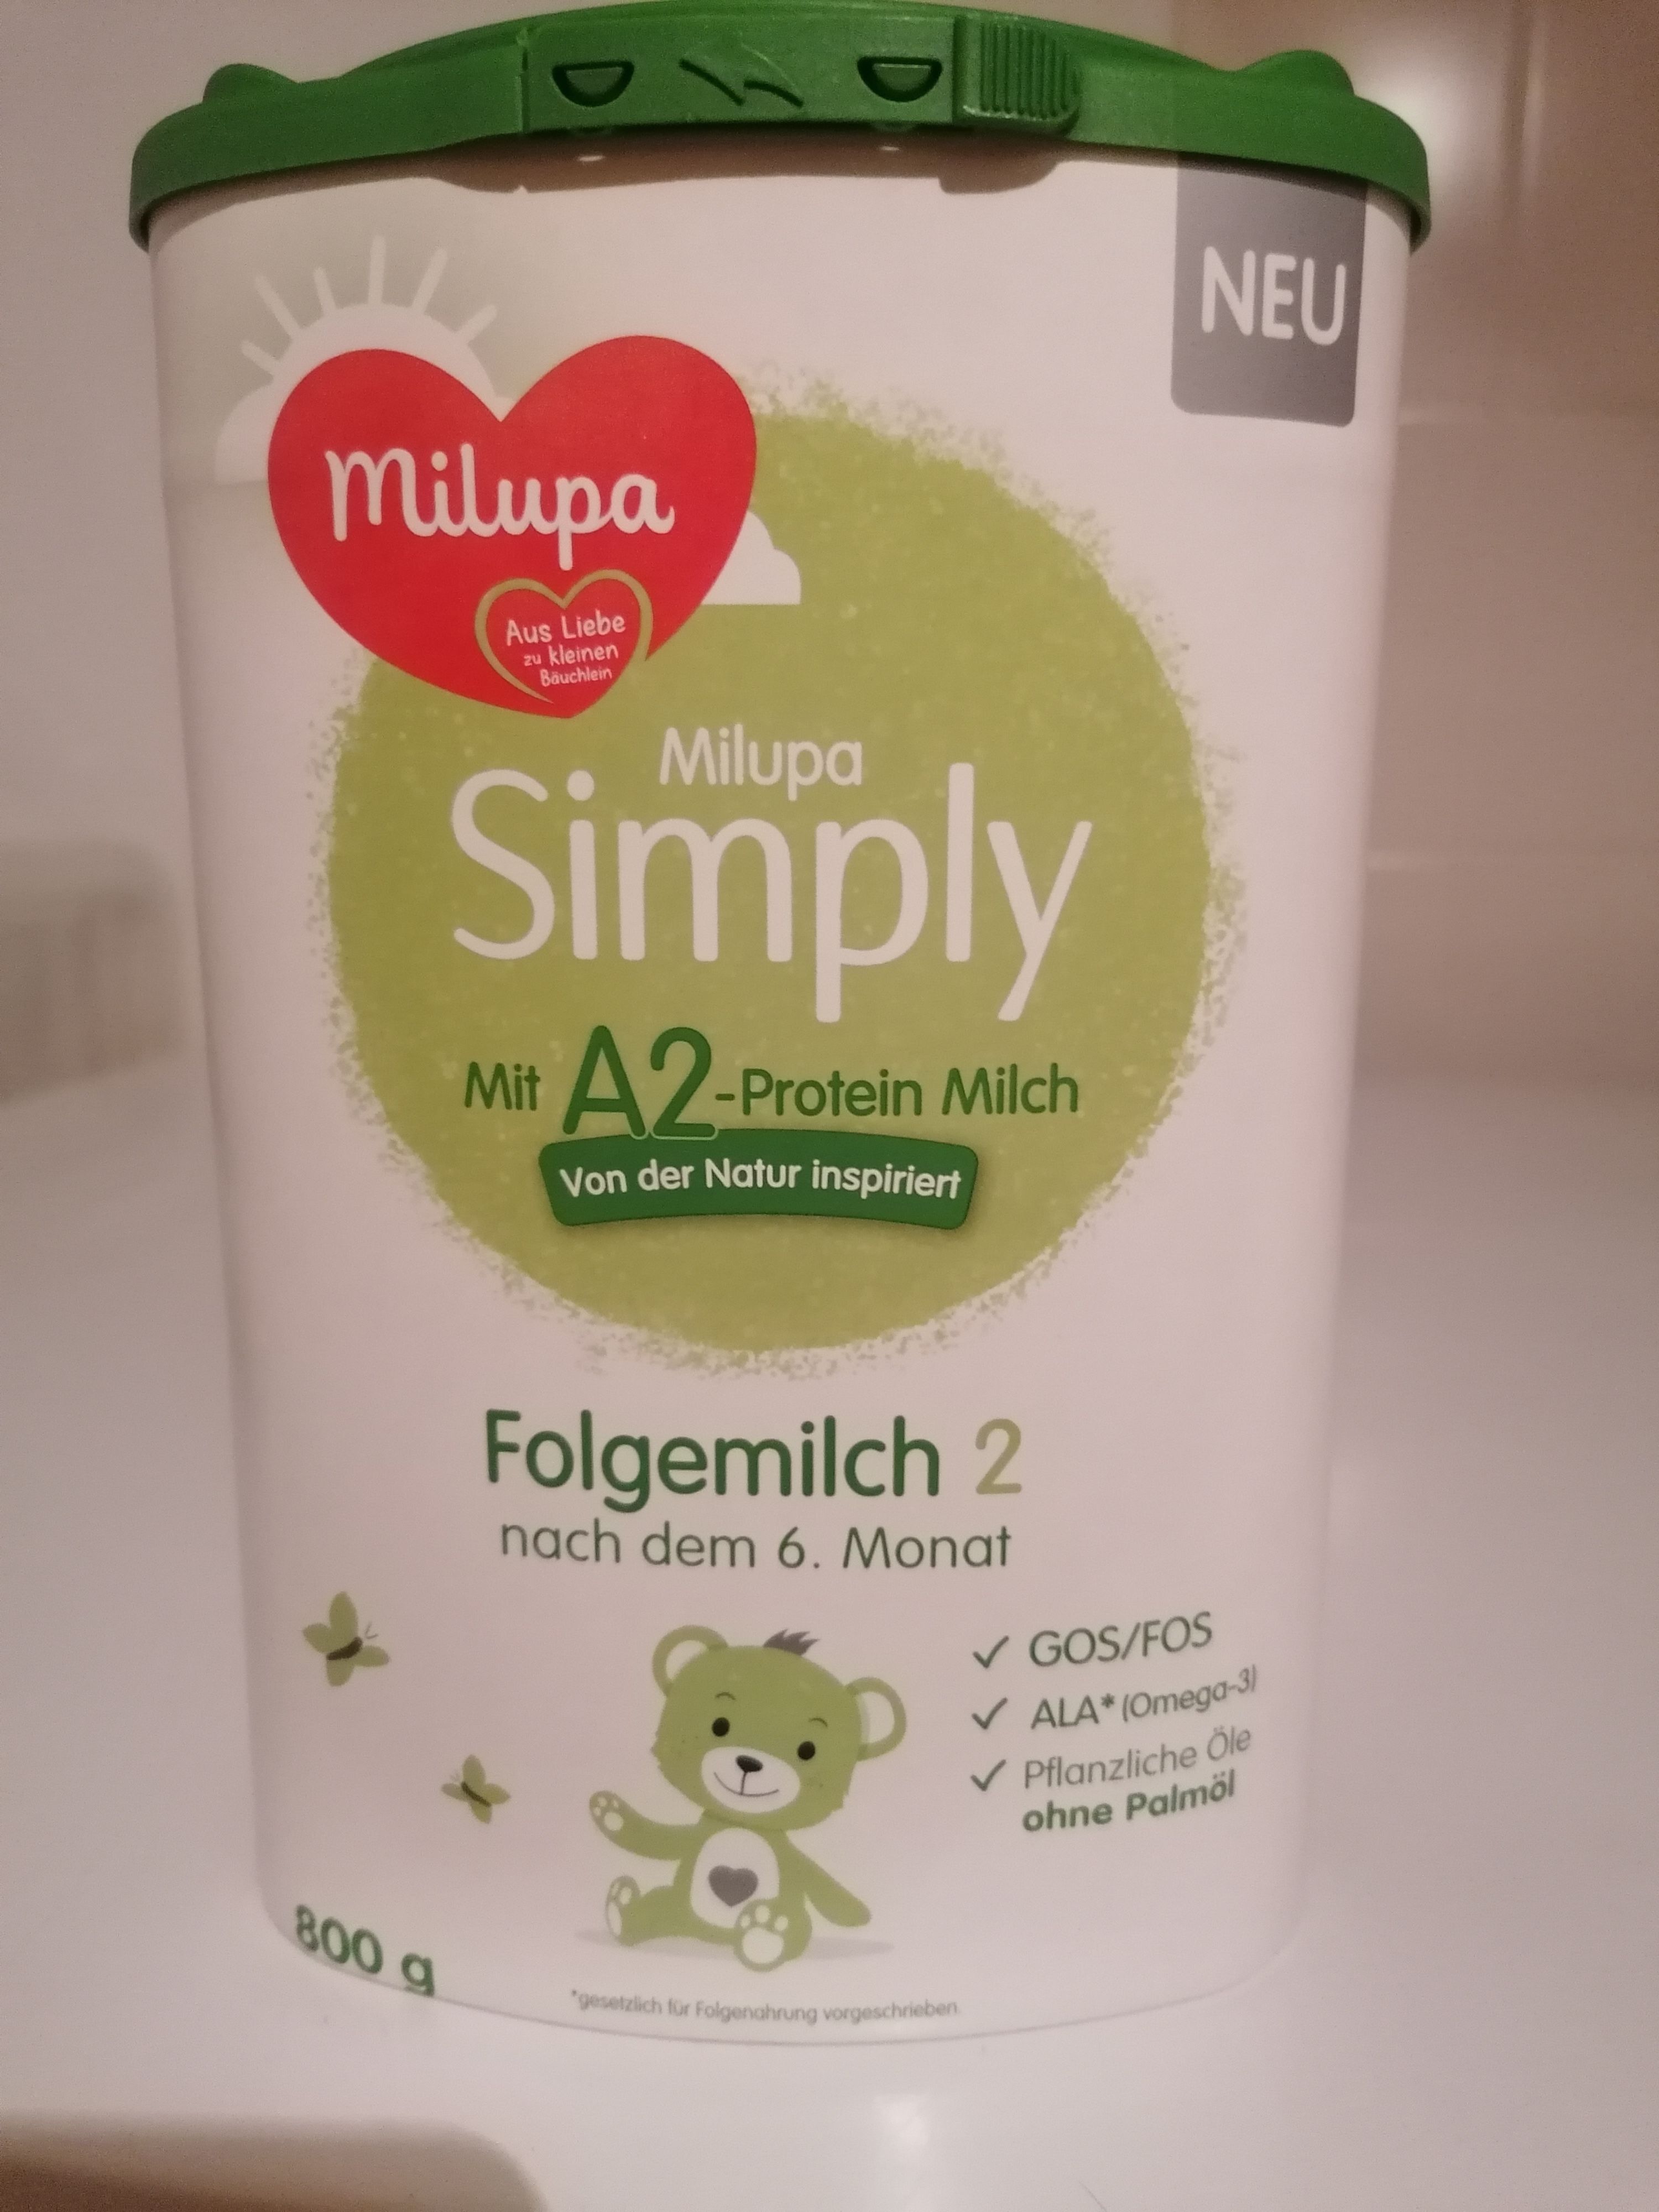 NEU
Milupa
Aus Liebe
zu kleinen
Bäuchlein
Milupa
Simply
Mit A2-Protein Milch
Von der Natur inspiriert
Folgemilch 2
nach dem 6. Monat
✓ GOS/FOS
✓ ALA* (Omega-3)
✓ Pflanzliche Öle
ohne Palmöl
800 g
*gesetzlich für Folgenahrung vorgeschrieben